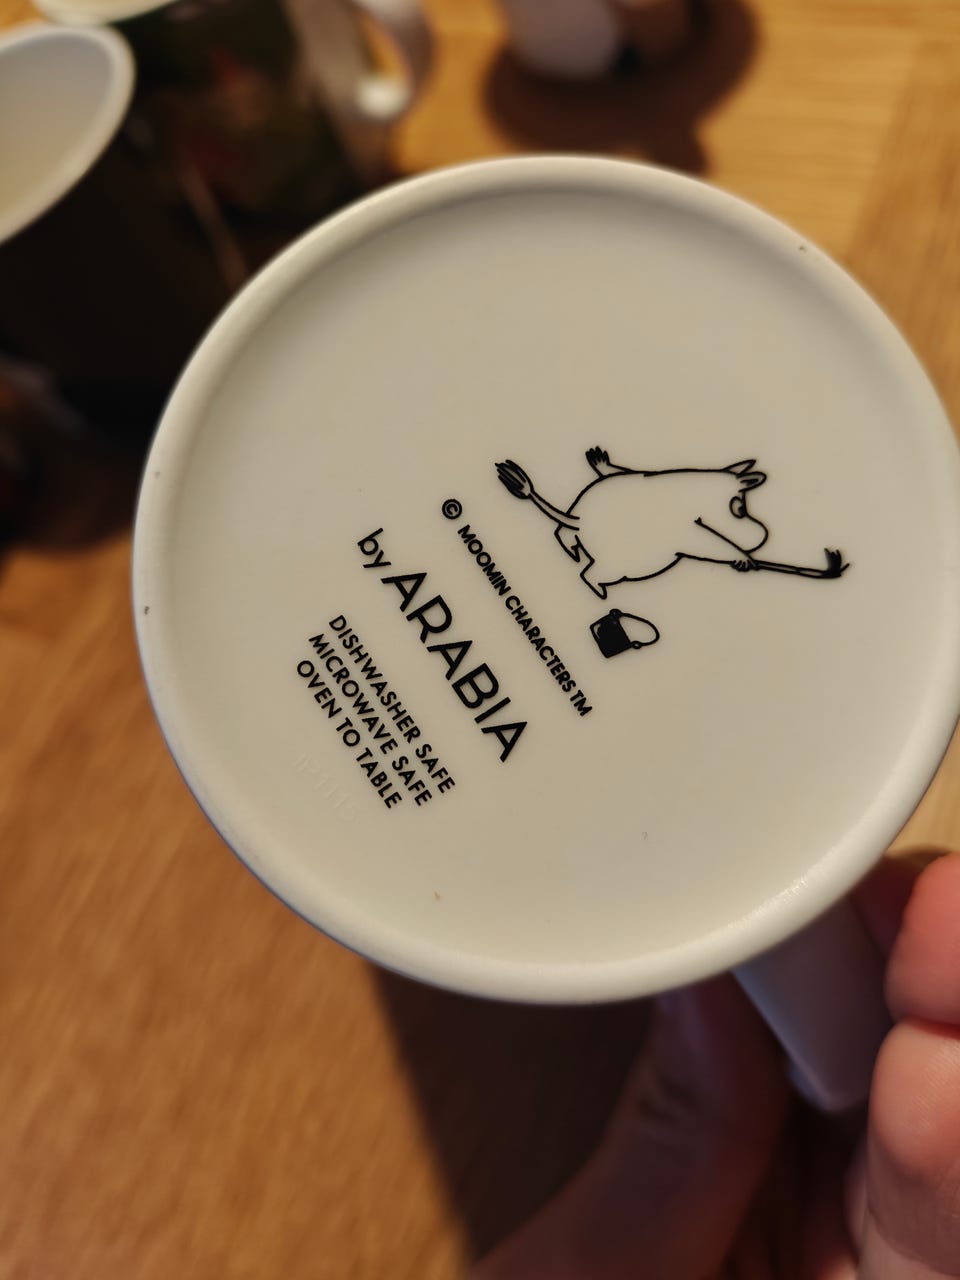 © MOOMIN CHARACTERS TM
by ARABIA
DISHWASHER SAFE
MICROWAVE SAFE
OVEN TO TABLE